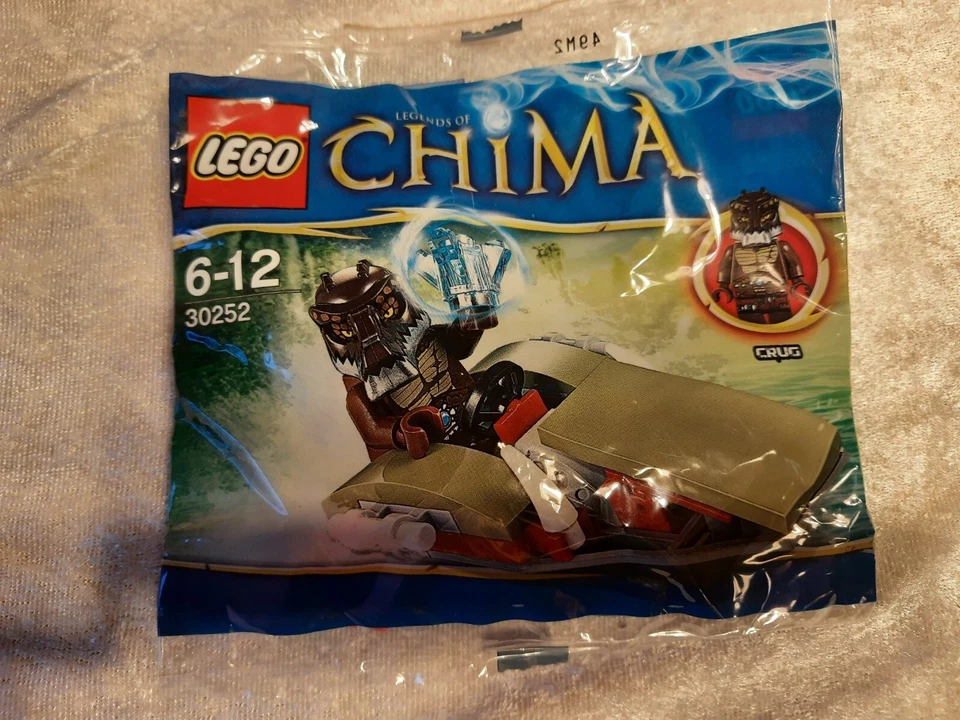 49M2
LEGO
LEGENDS OF
CHiMA
6-12
30252
CRUG